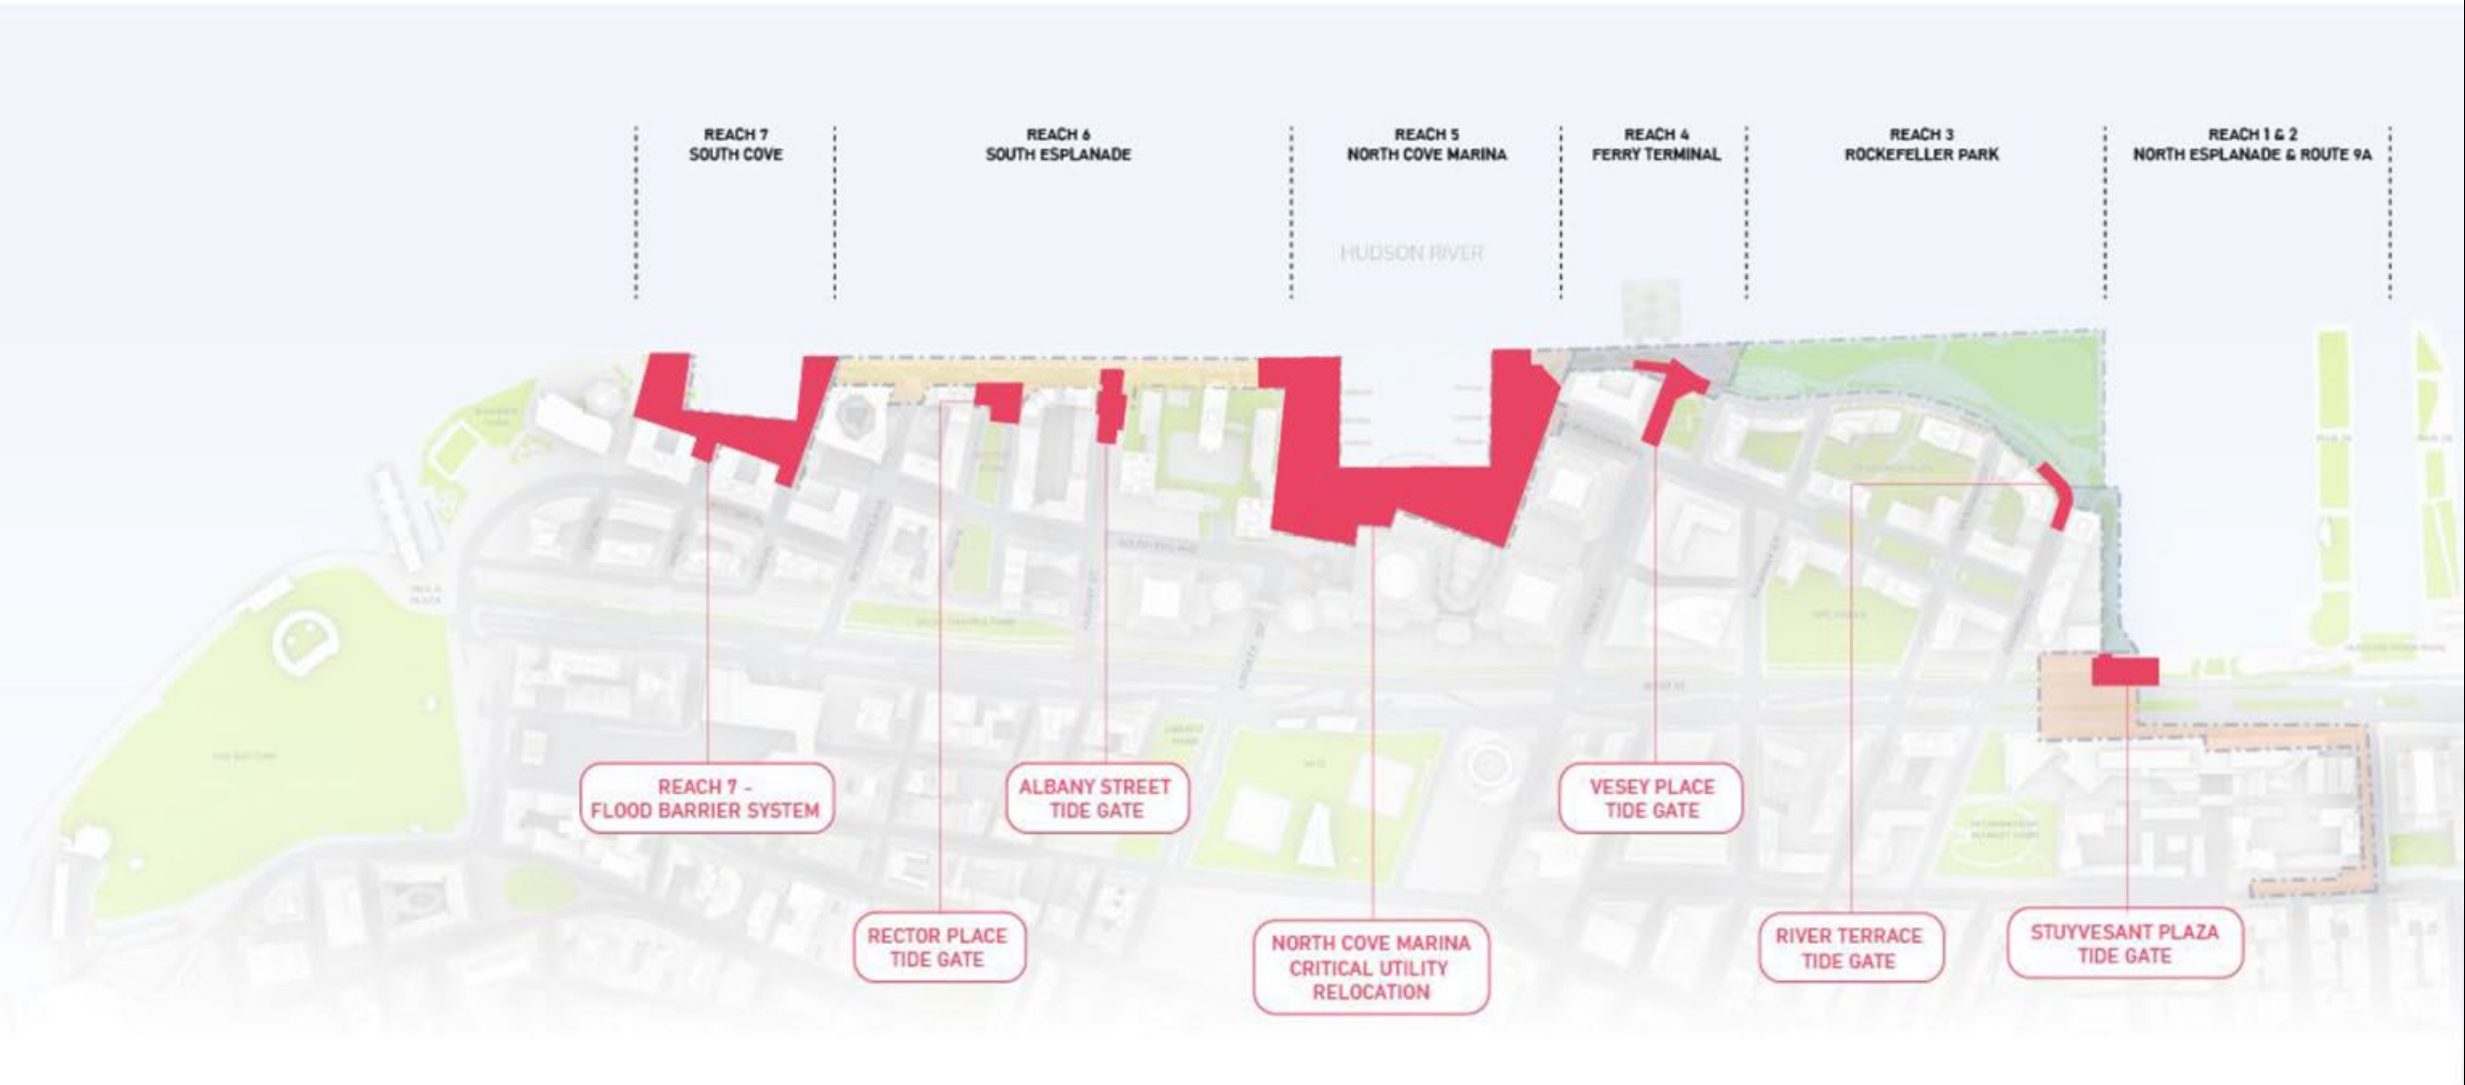 REACH 7
SOUTH COVE
REACH 6
SOUTH ESPLANADE
REACH 5
NORTH COVE MARINA
REACH 4
FERRY TERMINAL
REACH 3
ROCKEFELLER PARK
REACH 1 & 2
NORTH ESPLANADE & ROUTE 9A
HUDSON RIVER
REACH 7 -
FLOOD BARRIER SYSTEM
ALBANY STREET
TIDE GATE
VESEY PLACE
TIDE GATE
RECTOR PLACE
TIDE GATE
NORTH COVE MARINA
CRITICAL UTILITY
RELOCATION
RIVER TERRACE
TIDE GATE
STUYVESANT PLAZA
TIDE GATE